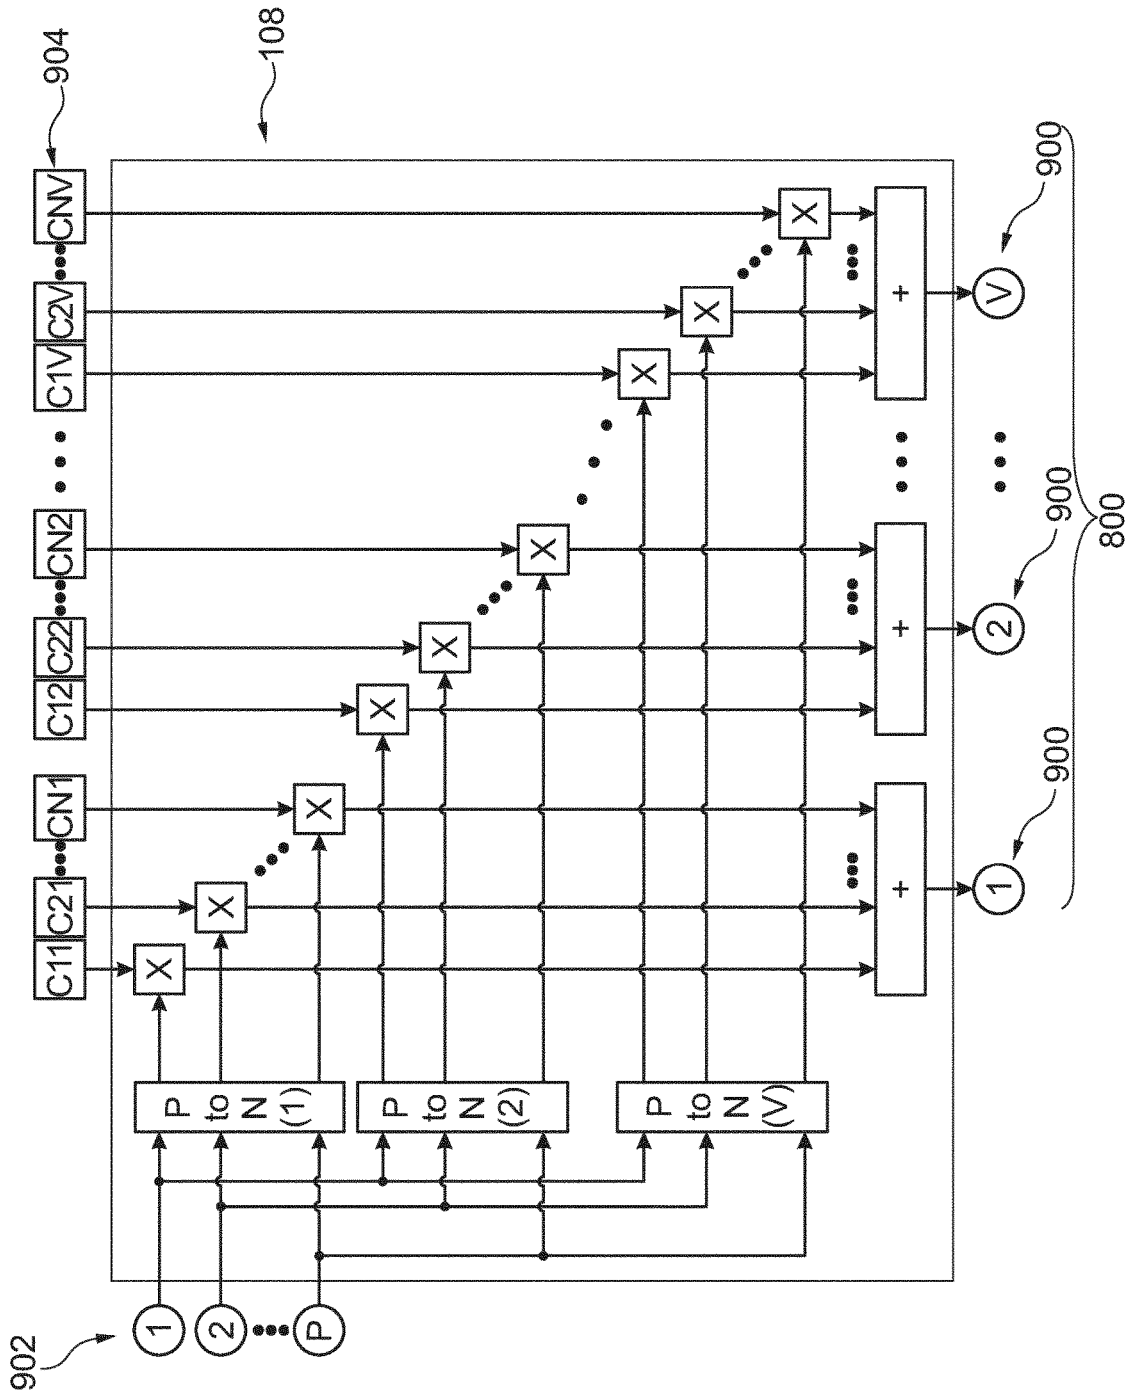 904
108
C11
C21
CN1
C12
C22
CN2
C1V
C2V
CNV
902
1
2
P
P
to
N
(1)
P
to
N
(2)
P
to
N
(V)
X
X
X
X
X
X
X
X
X
+
+
+
1
2
V
900
900
900
800